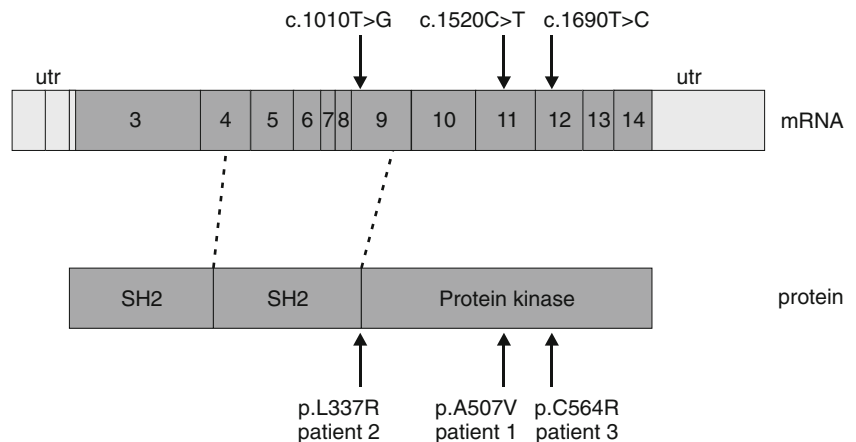 c.1010T>G c.1520C>T c.1690T>C
utr utr
3 4 5 6 7 8 9 10 11 12 13 14 mRNA
SH2 SH2 Protein kinase protein
p.L337R p.A507V p.C564R
patient 2 patient 1 patient 3